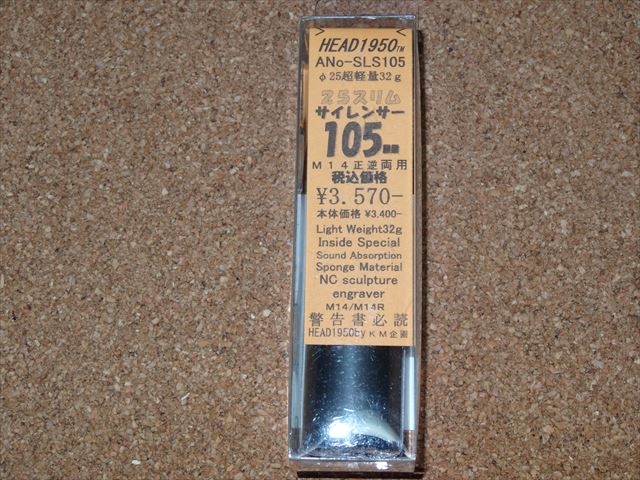 HEAD1950TM
ANo-SLS105
φ25超軽量32g
25スリム
サイレンサー
105mm
M14正逆両用
税込価格
¥3.570-
本体価格 ¥3.400-
Light Weight32g
Inside Special
Sound Absorption
Sponge Material
NC sculpture
engraver
M14/M14R
警告書必読
HEAD1950by KM企画